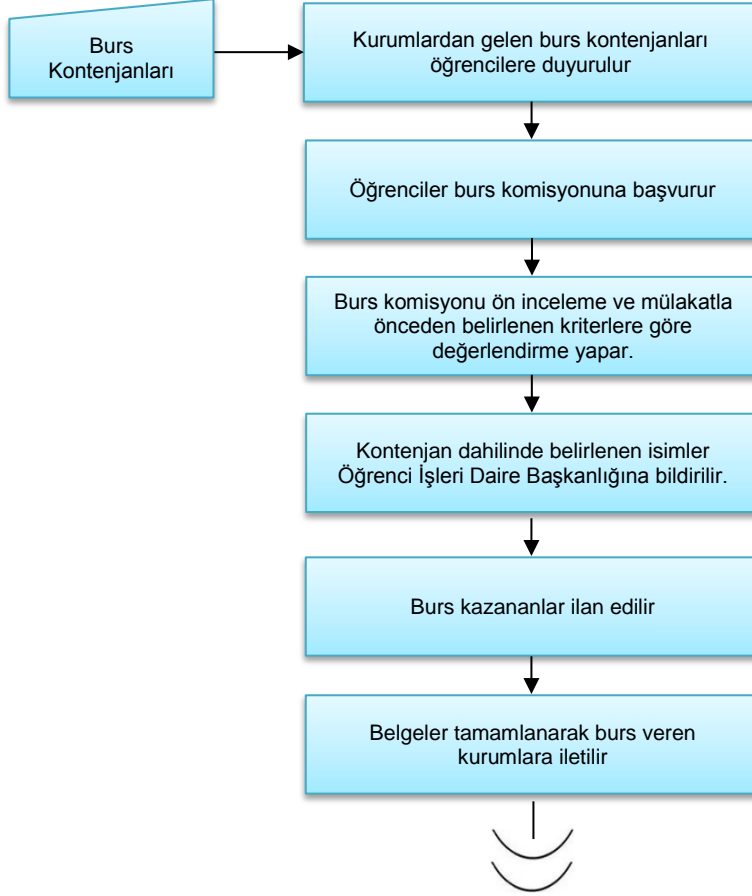 Burs
Kontenjanları
Kurumlardan gelen burs kontenjanları
öğrencilere duyurulur
Öğrenciler burs komisyonuna başvurur
Burs komisyonu ön inceleme ve mülakatla
önceden belirlenen kriterlere göre
değerlendirme yapar.
Kontenjan dahilinde belirlenen isimler
Öğrenci İşleri Daire Başkanlığına bildirilir.
Burs kazananlar ilan edilir
Belgeler tamamlanarak burs veren
kurumlara iletilir